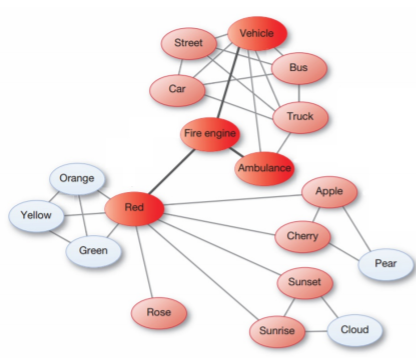 Vehicle
Street
Bus
Car
Truck
Fire engine
Ambulance
Orange
Apple
Red
Yellow
Cherry
Green
Pear
Sunset
Rose
Sunrise
Cloud